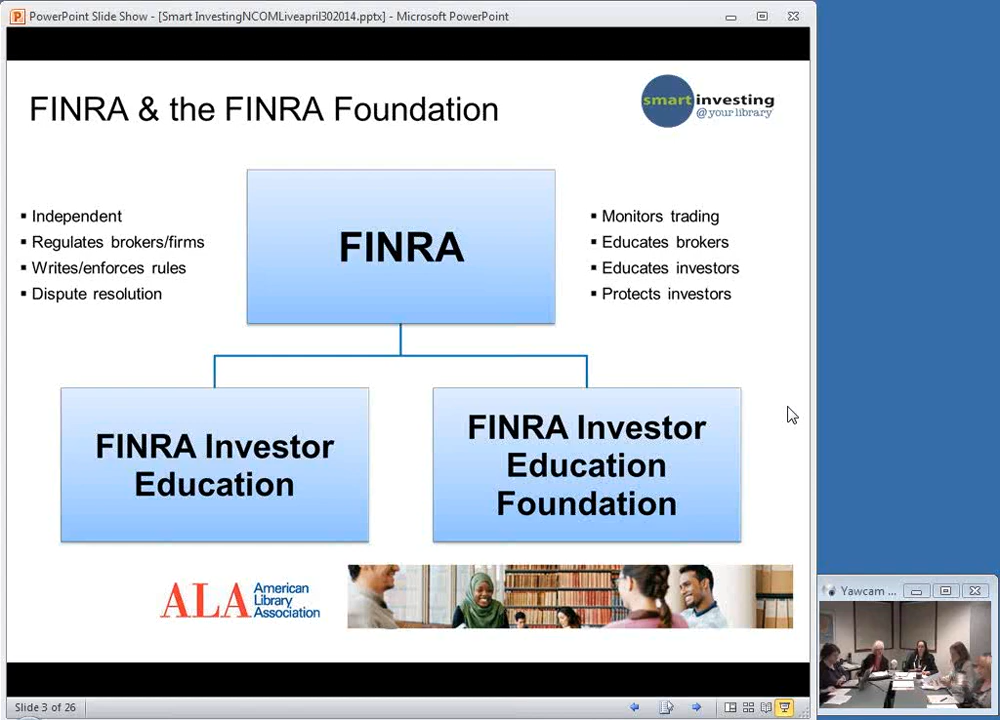 PowerPoint Slide Show - [Smart InvestingNCOMLiveapril302014.pptx] - Microsoft PowerPoint
FINRA & the FINRA Foundation
smart investing
@ your library
▪ Independent
▪ Regulates brokers/firms
▪ Writes/enforces rules
▪ Dispute resolution
FINRA
▪ Monitors trading
▪ Educates brokers
▪ Educates investors
▪ Protects investors
FINRA Investor
Education
FINRA Investor
Education
Foundation
ALA American
Library
Association
Yawcam ...
Slide 3 of 26